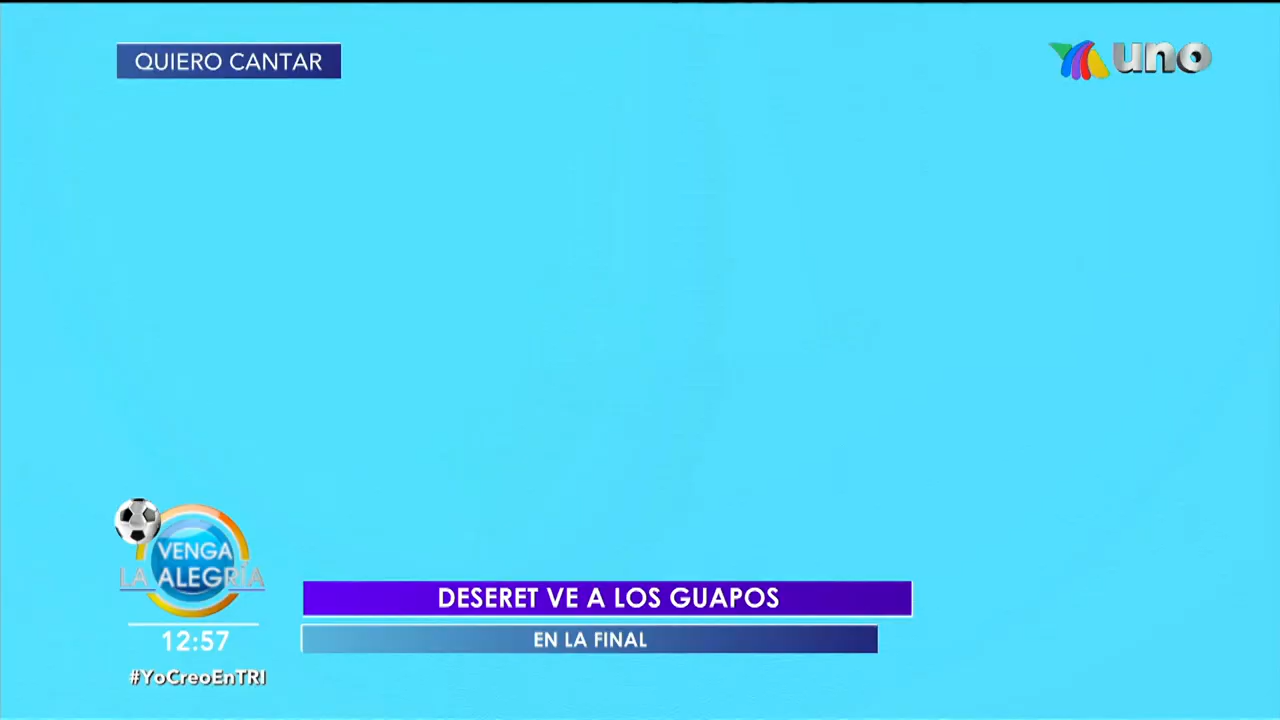 QUIERO CANTAR
uno
VENGA
LA ALEGRÍA
DESERET VE A LOS GUAPOS
EN LA FINAL
12:57
#YoCreoEnTRI